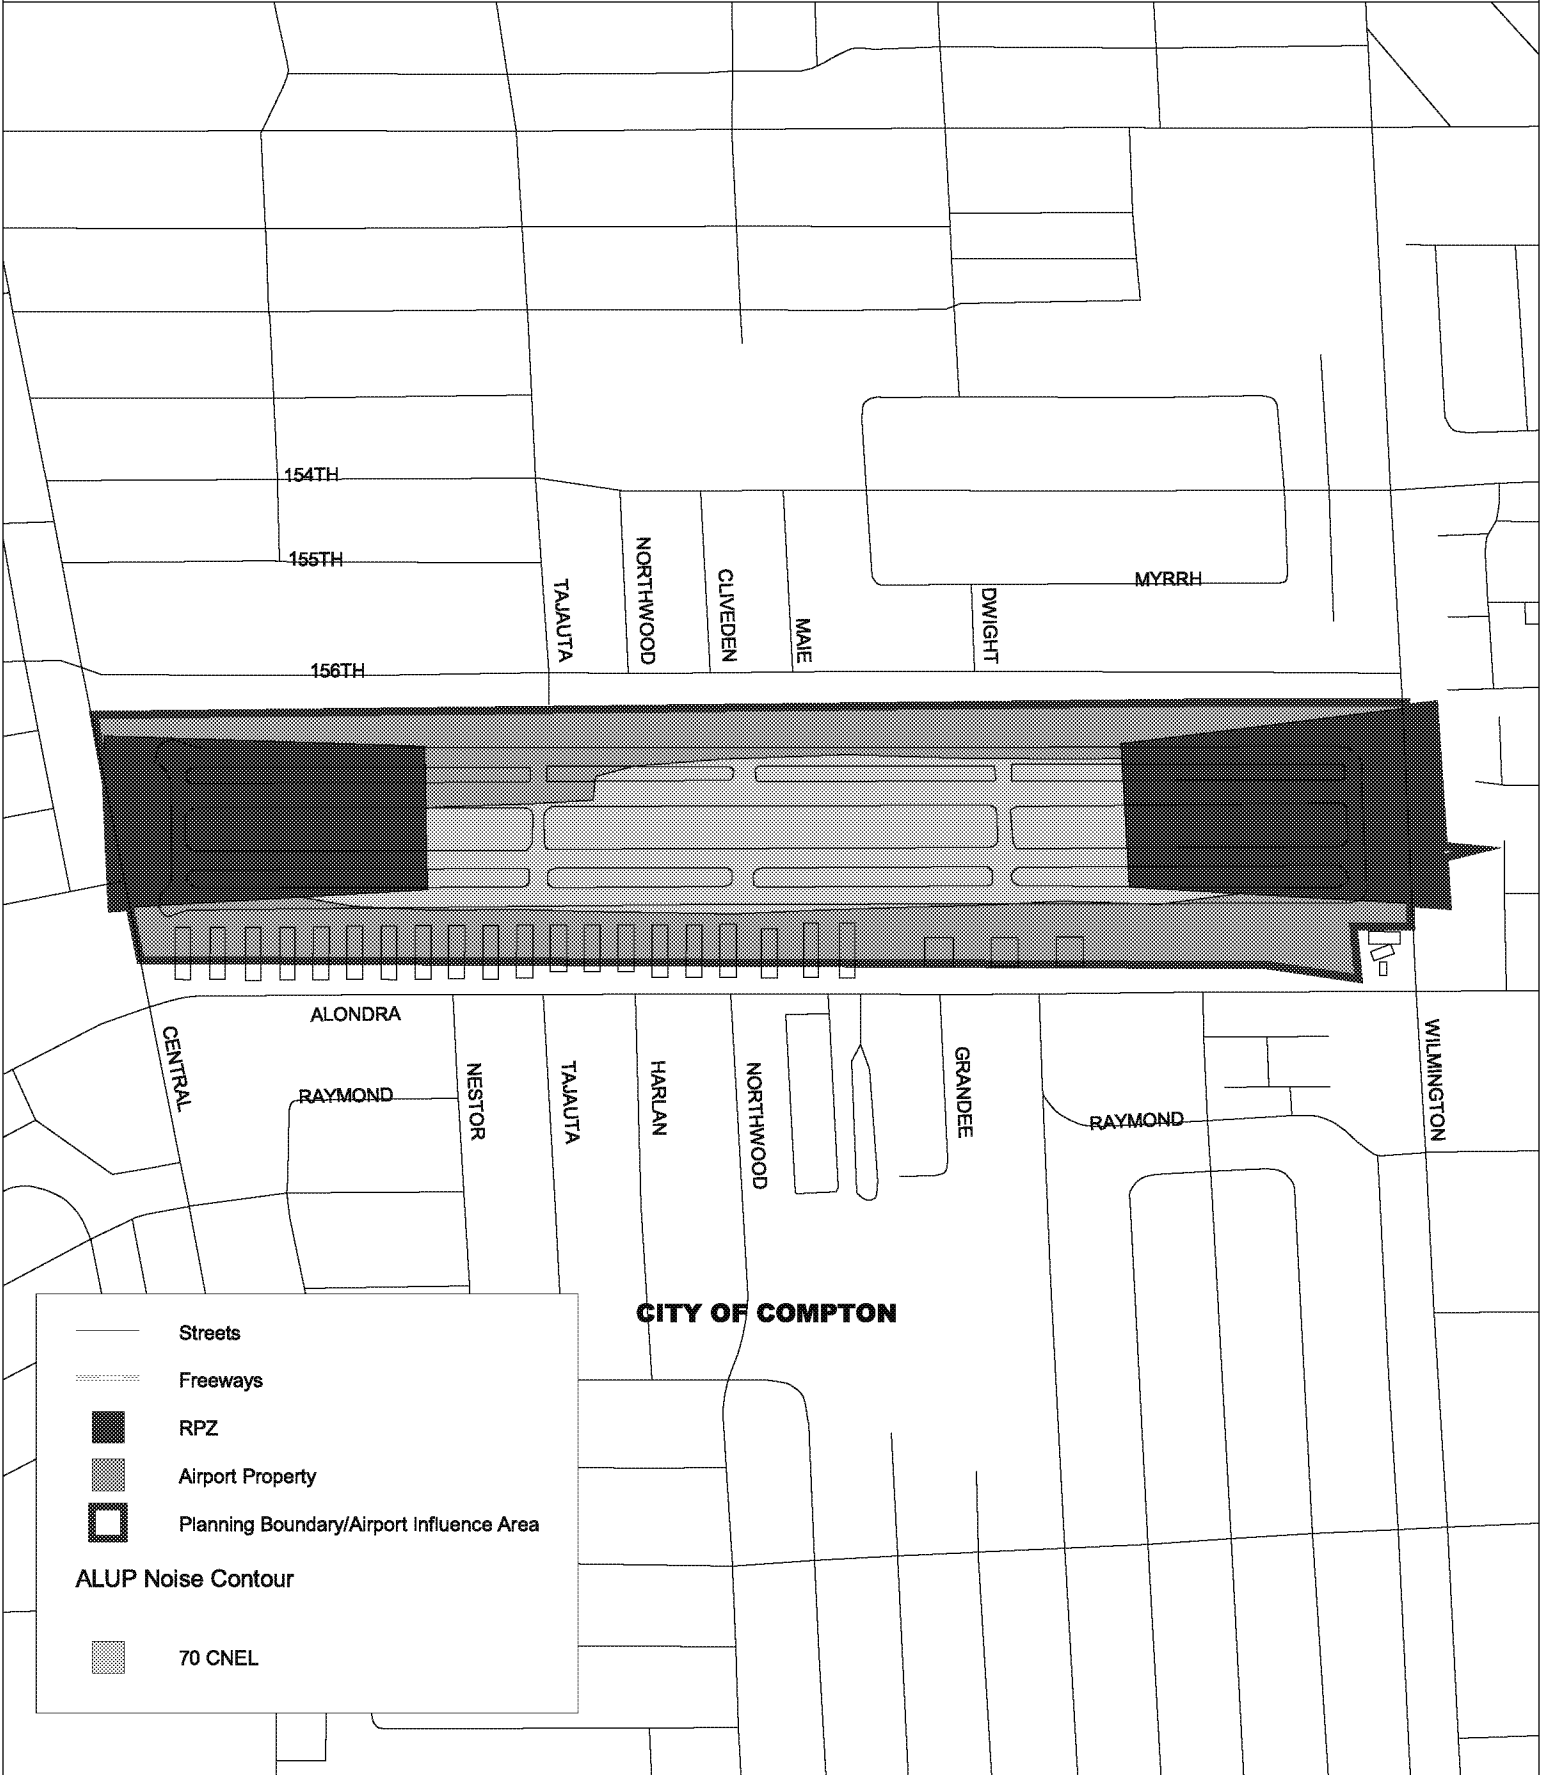 154TH
155TH
TAJAUTA
NORTHWOOD
CLIVEDEN
MAIE
DWIGHT
MYRRH
156TH
ALONDRA
CENTRAL
RAYMOND
NESTOR
TAJAUTA
HARLAN
NORTHWOOD
GRANDEE
RAYMOND
WILMINGTON
CITY OF COMPTON
Streets
Freeways
RPZ
Airport Property
Planning Boundary/Airport Influence Area
ALUP Noise Contour
70 CNEL